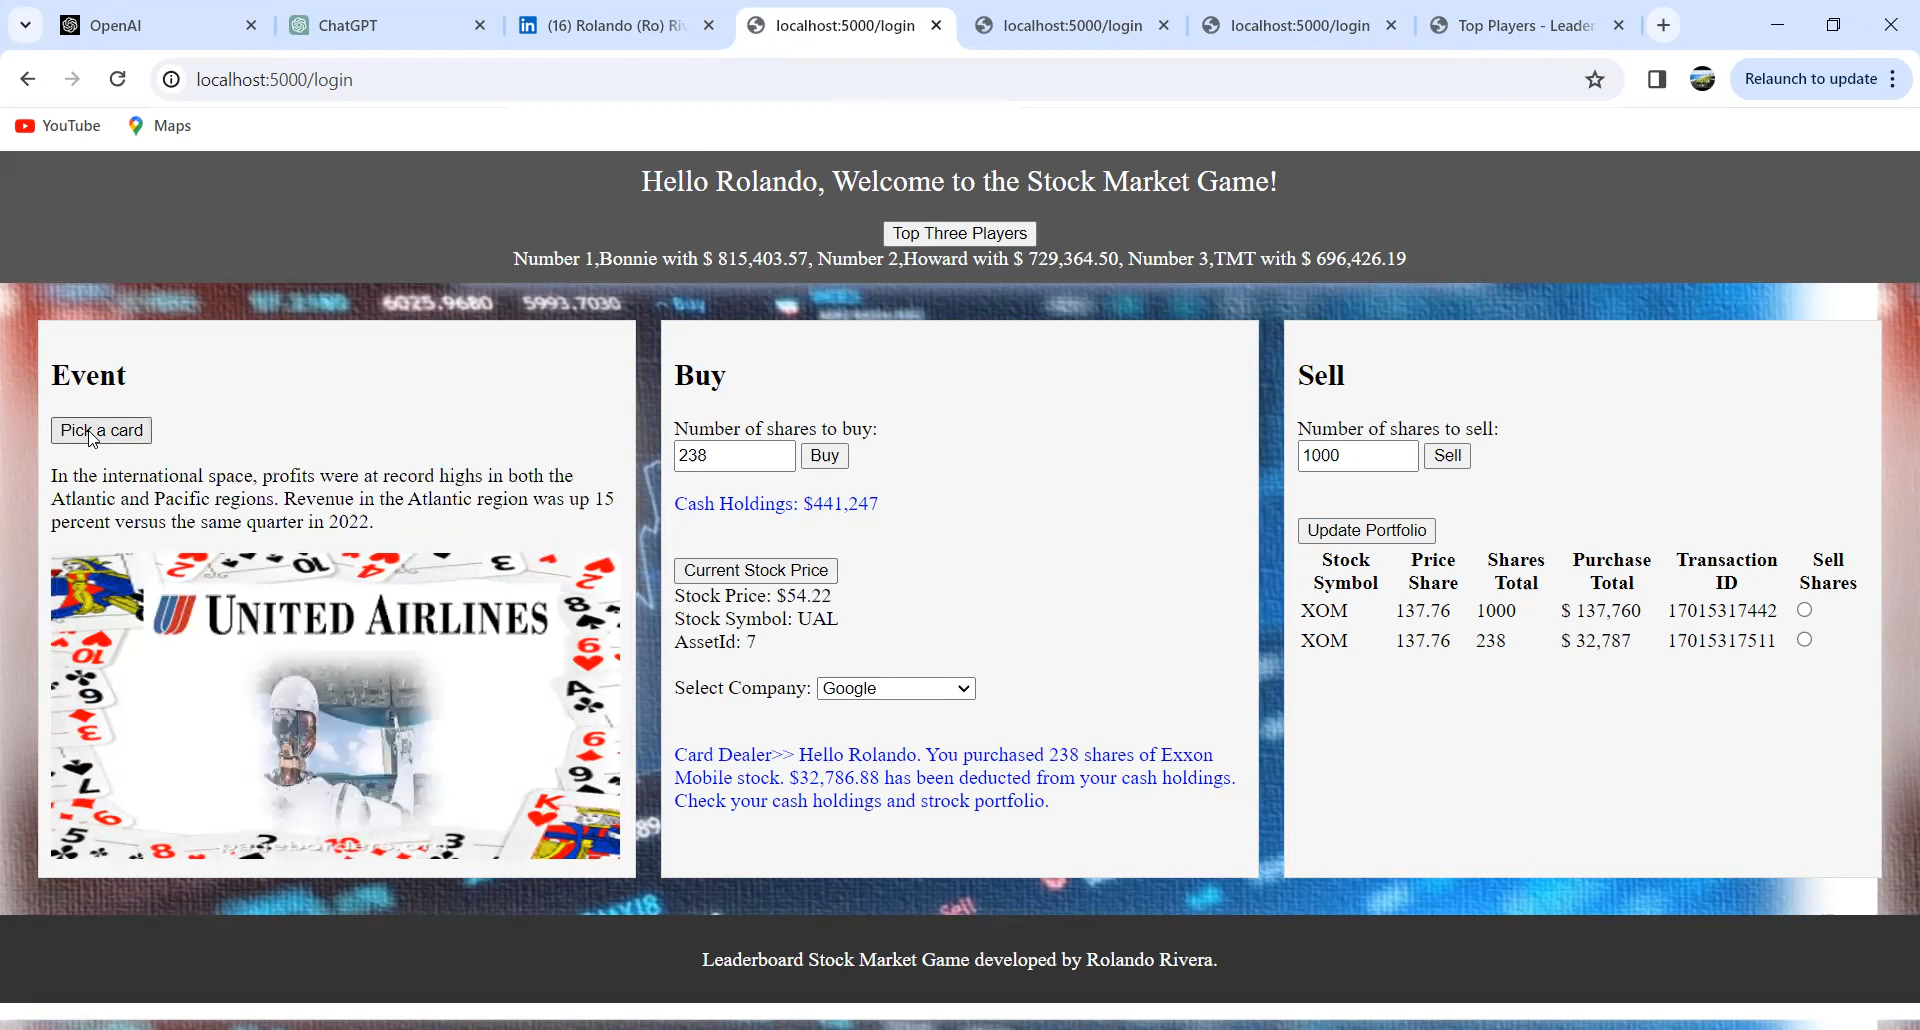 OpenAI
ChatGPT
(16) Rolando (Ro) Riv
localhost:5000/login
localhost:5000/login
localhost:5000/login
Top Players - Leader
localhost:5000/login
Relaunch to update
YouTube
Maps
Hello Rolando, Welcome to the Stock Market Game!
Top Three Players
Number 1,Bonnie with $ 815,403.57, Number 2,Howard with $ 729,364.50, Number 3,TMT with $ 696,426.19
6025.9680 5993.7030 Buy
Event
Pick a card
In the international space, profits were at record highs in both the
Atlantic and Pacific regions. Revenue in the Atlantic region was up 15
percent versus the same quarter in 2022.
UNITED AIRLINES
pageborders.org
Buy
Number of shares to buy:
238 Buy
Cash Holdings: $441,247
Current Stock Price
Stock Price: $54.22
Stock Symbol: UAL
AssetId: 7
Select Company: Google
Card Dealer>> Hello Rolando. You purchased 238 shares of Exxon
Mobile stock. $32,786.88 has been deducted from your cash holdings.
Check your cash holdings and strock portfolio.
Sell
Number of shares to sell:
1000 Sell
Update Portfolio
Stock Price Shares Purchase Transaction Sell
Symbol Share Total Total ID Shares
XOM 137.76 1000 $ 137,760 17015317442
XOM 137.76 238 $ 32,787 17015317511
Sell
Leaderboard Stock Market Game developed by Rolando Rivera.